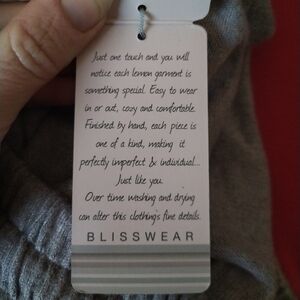 Just one touch and you will
notice each lemon garment is
something special. Easy to wear
in or out, cozy and comfortable.
Finished by hand, each piece is
one of a kind, making it
perfectly imperfect & individual...
Just like you.
Over time washing and drying
can alter this clothing's fine details.
BLISSWEAR